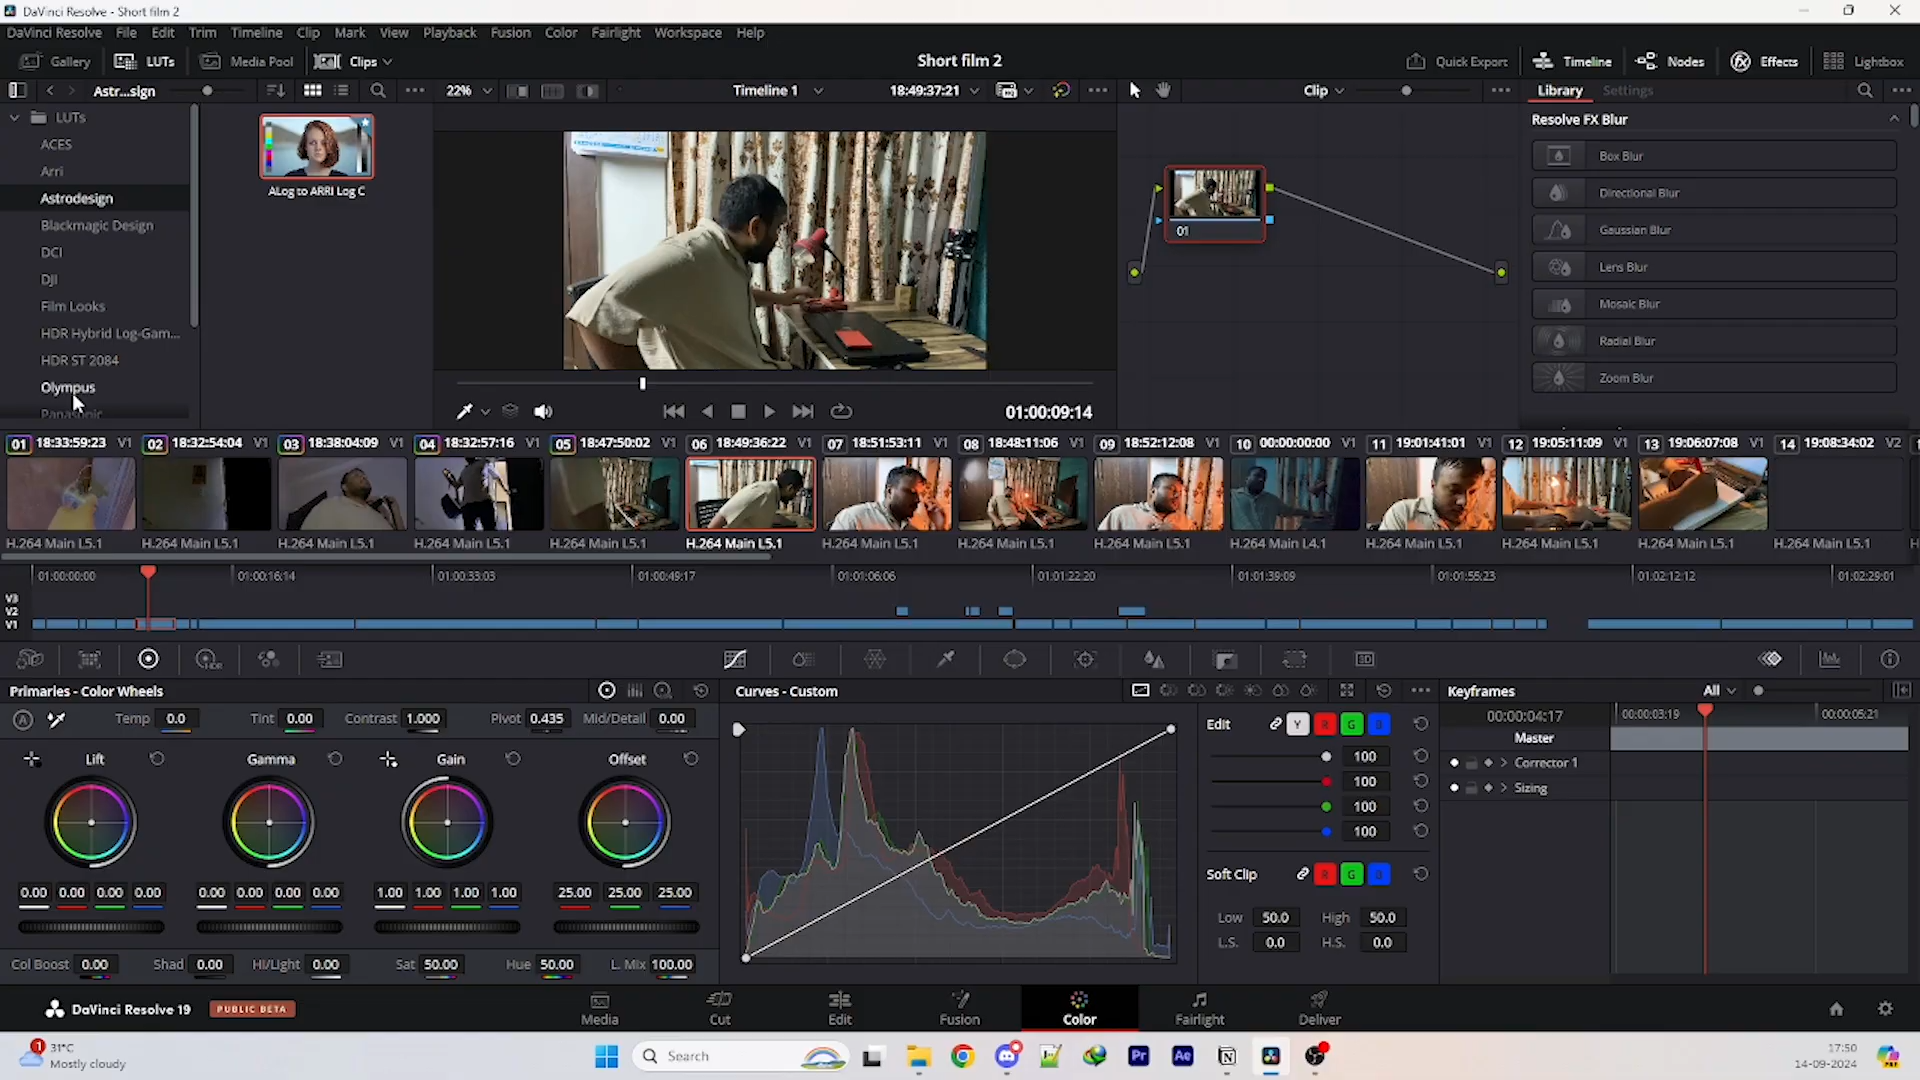 DaVinci Resolve - Short film 2
DaVinci Resolve File Edit Trim Timeline Clip Mark View Playback Fusion Color Fairlight Workspace Help
Gallery LUTs Media Pool Clips Short film 2 Quick Export Timeline Nodes Effects Lightbox
Astr...sign 22% Timeline 1 18:49:37:21 Clip Library Settings
LUTs
ACES
Arri
Astrodesign
Blackmagic Design
DCI
DJI
Film Looks
HDR Hybrid Log-Gam...
HDR ST 2084
Olympus
Panasonic
ALog to ARRI Log C
01:00:09:14
01
Resolve FX Blur
Box Blur
Directional Blur
Gaussian Blur
Lens Blur
Mosaic Blur
Radial Blur
Zoom Blur
01 18:33:59:23 V1 02 18:32:54:04 V1 03 18:38:04:09 V1 04 18:32:57:16 V1 05 18:47:50:02 V1 06 18:49:36:22 V1 07 18:51:53:11 V1 08 18:48:11:06 V1 09 18:52:12:08 V1 10 00:00:00:00 V1 11 19:01:41:01 V1 12 19:05:11:09 V1 13 19:06:07:08 V1 14 19:08:34:02 V2
H.264 Main L5.1 H.264 Main L5.1 H.264 Main L5.1 H.264 Main L5.1 H.264 Main L5.1 H.264 Main L5.1 H.264 Main L5.1 H.264 Main L5.1 H.264 Main L5.1 H.264 Main L4.1 H.264 Main L5.1 H.264 Main L5.1 H.264 Main L5.1 H.264 Main L5.1
01:00:00:00 01:00:16:14 01:00:33:03 01:00:49:17 01:01:06:06 01:01:22:20 01:01:39:09 01:01:55:23 01:02:12:12 01:02:29:01
V3
V2
V1
HDR
3D
Primaries - Color Wheels
A Temp 0.0 Tint 0.00 Contrast 1.000 Pivot 0.435 Mid/Detail 0.00
Lift Gamma Gain Offset
0.00 0.00 0.00 0.00 0.00 0.00 0.00 0.00 1.00 1.00 1.00 1.00 25.00 25.00 25.00
Col Boost 0.00 Shad 0.00 Hi/Light 0.00 Sat 50.00 Hue 50.00 L. Mix 100.00
Curves - Custom
Edit Y R G B
100
100
100
100
Soft Clip R G B
Low 50.0 High 50.0
L.S. 0.0 H.S. 0.0
Keyframes All
00:00:04:17 00:00:03:19 00:00:05:21
Master
Corrector 1
Sizing
DaVinci Resolve 19 PUBLIC BETA Media Cut Edit Fusion Color Fairlight Deliver
1 31°C
Mostly cloudy
Search
Pr Ae
17:50
14-09-2024